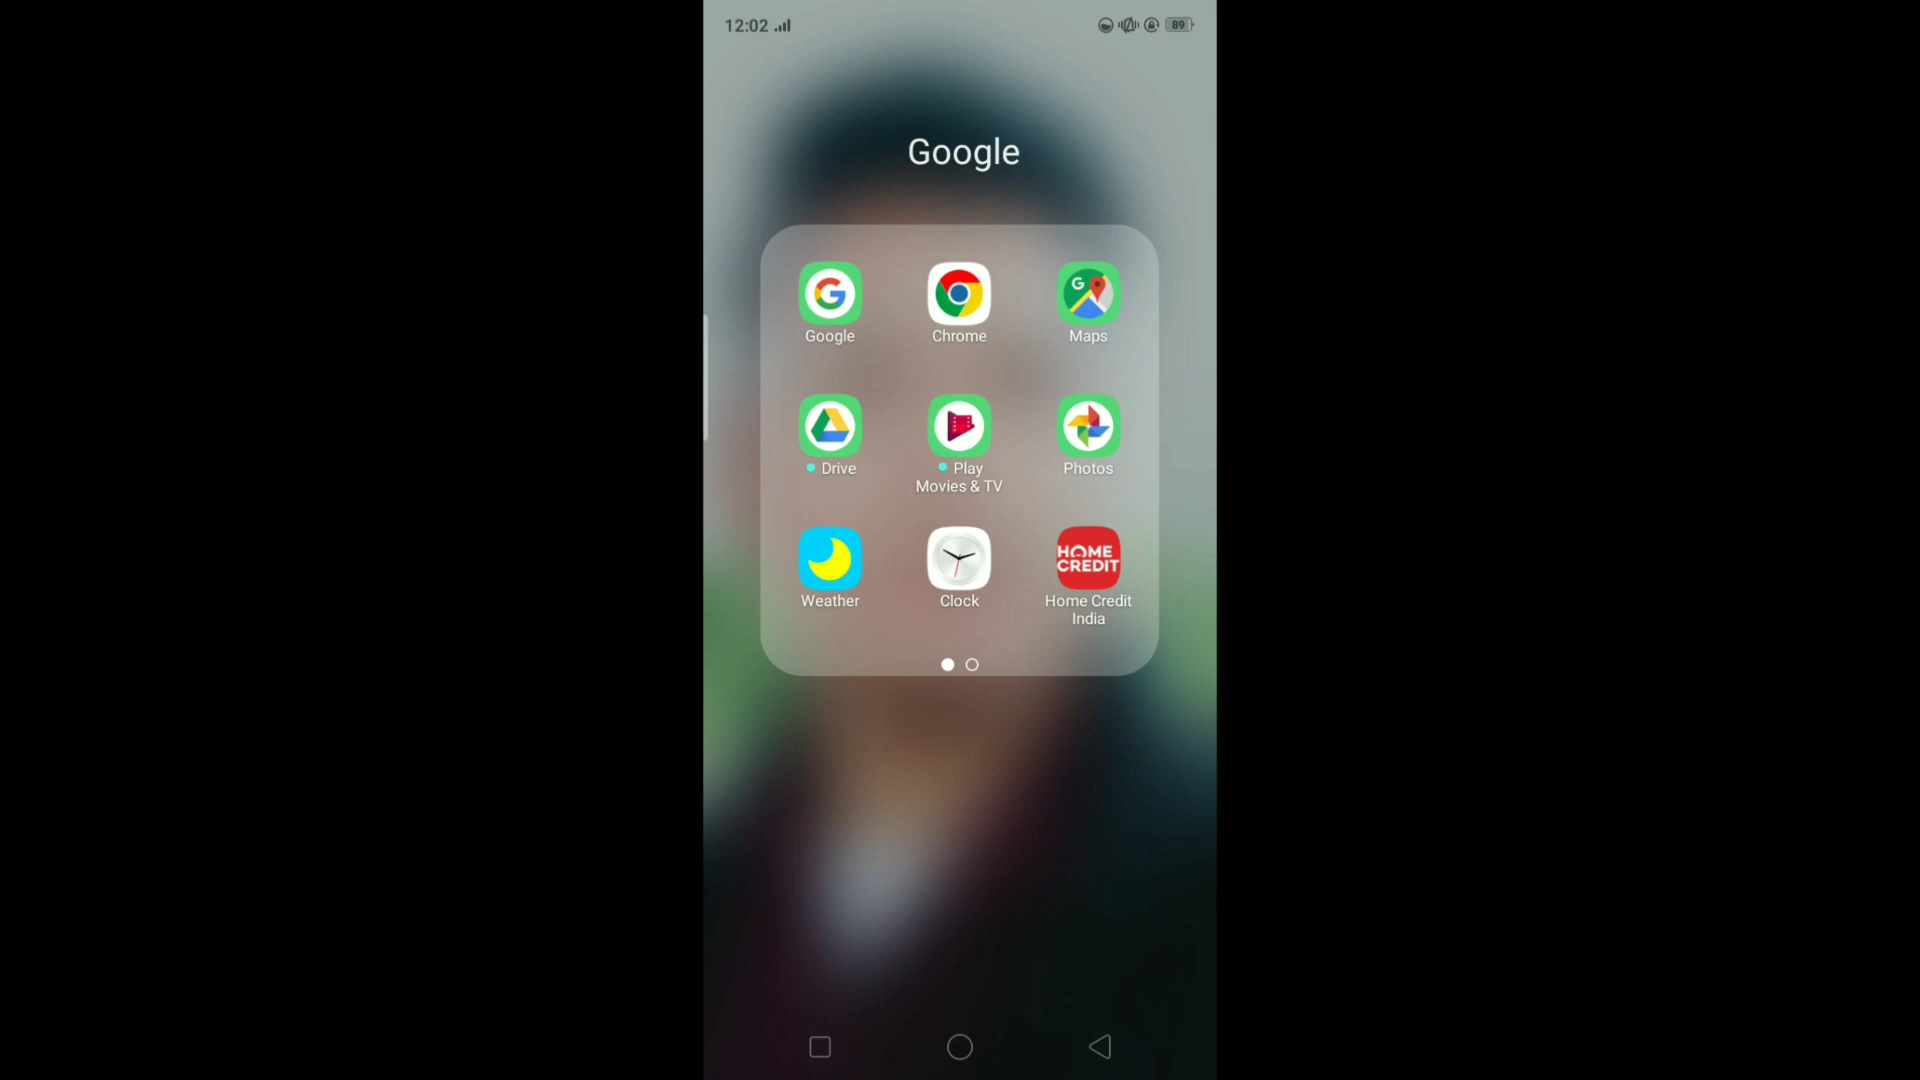 12:02
89
Google
Google
Chrome
Maps
Drive
Play
Movies & TV
Photos
HOME
CREDIT
Weather
Clock
Home Credit
India